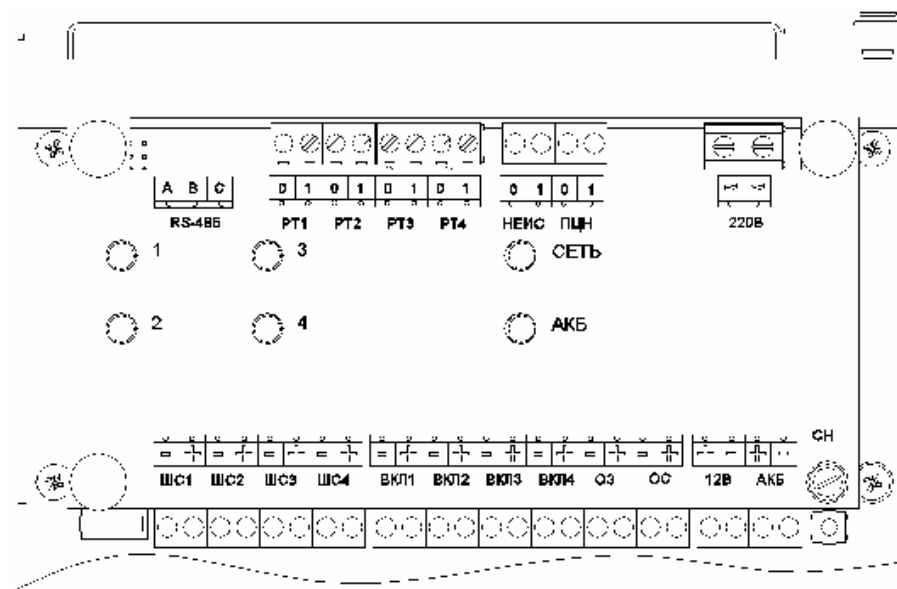 A B C 0 1 0 1 0 1 0 1 0 1 0 1
RS-485 РТ1 РТ2 РТ3 РТ4 НЕИС ПЦН 220В
1 3 СЕТЬ
2 4 АКБ
СН
- + - + - + - + - + - + - + - + - + - + + - + -
ШС1 ШС2 ШС3 ШС4 ВКЛ1 ВКЛ2 ВКЛ3 ВКЛ4 ОЗ ОС 12В АКБ